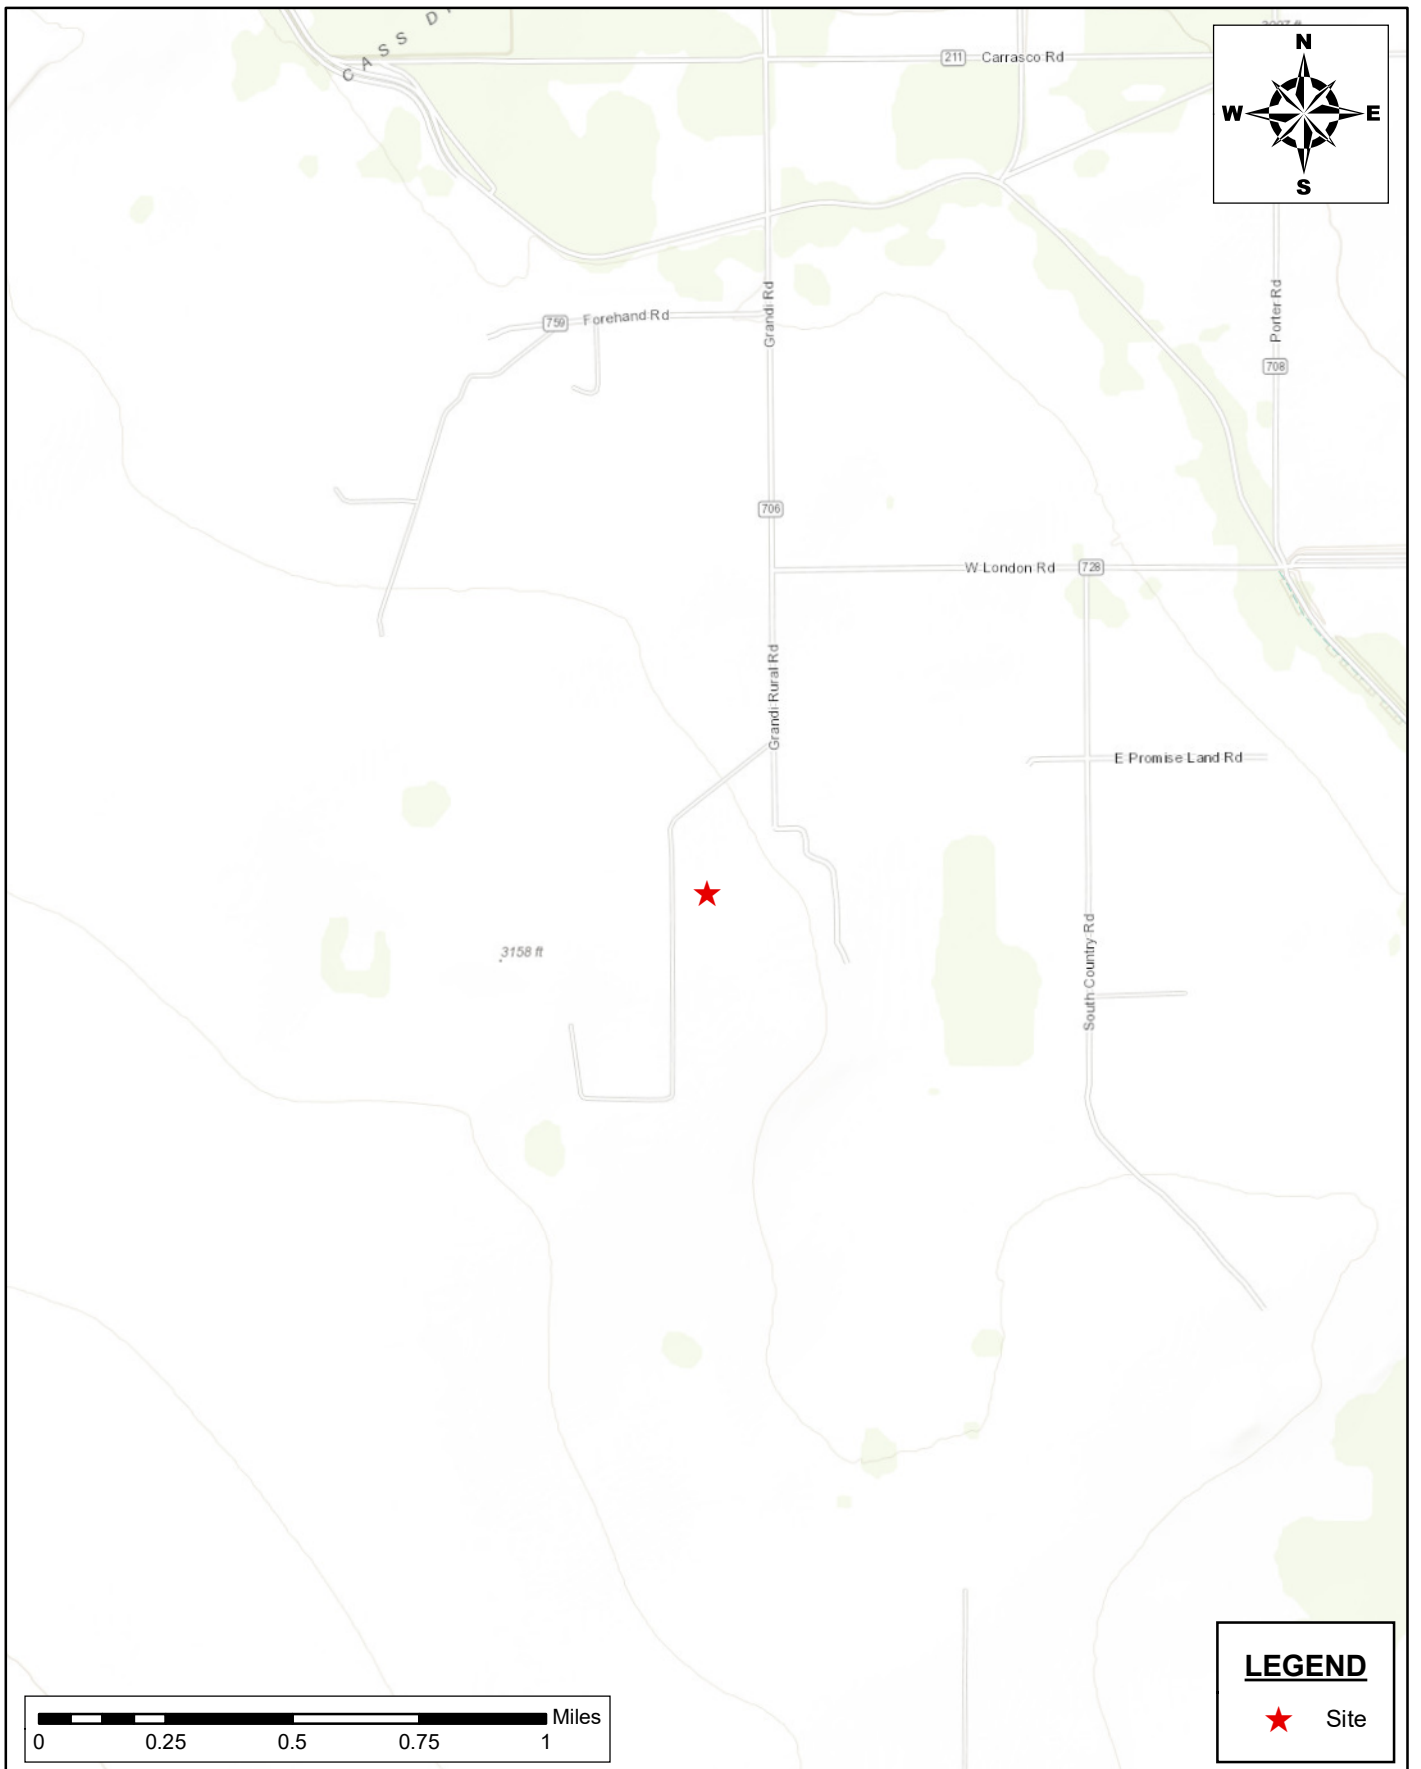 CASS D
211 Carrasco Rd
N
W E
S
Grandi Rd
Porter Rd
759 Forehand Rd
708
706
W London Rd 728
Grandi Rural Rd
E Promise Land Rd
3158 ft
South Country Rd
LEGEND
Site
Miles
0 0.25 0.5 0.75 1